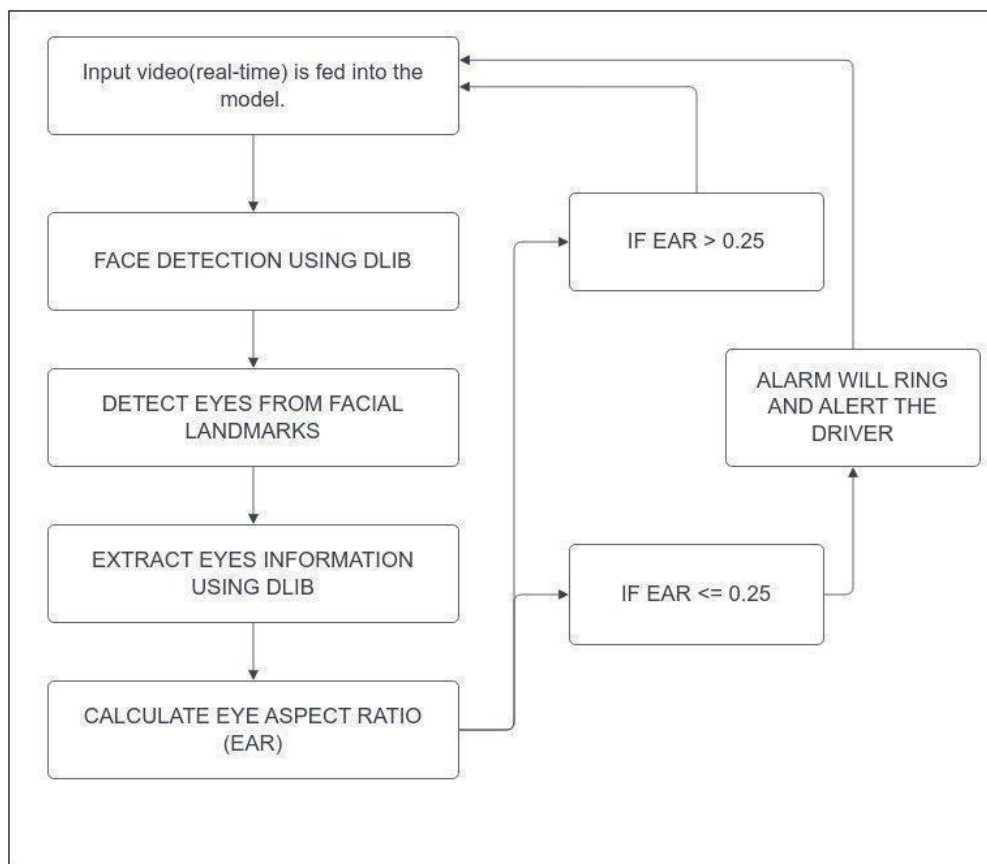 Input video(real-time) is fed into the
model.
FACE DETECTION USING DLIB
DETECT EYES FROM FACIAL
LANDMARKS
EXTRACT EYES INFORMATION
USING DLIB
CALCULATE EYE ASPECT RATIO
(EAR)
IF EAR > 0.25
IF EAR <= 0.25
ALARM WILL RING
AND ALERT THE
DRIVER